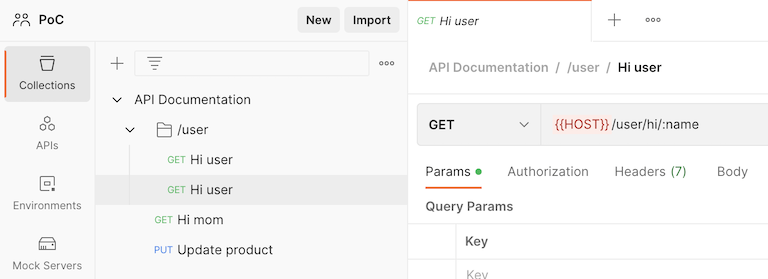 PoC
New
Import
Collections
APIs
Environments
Mock Servers
API Documentation
/user
GET Hi user
GET Hi user
GET Hi mom
PUT Update product
GET Hi user
API Documentation / /user / Hi user
GET
{{HOST}}/user/hi/:name
Params
Authorization
Headers (7)
Body
Query Params
Key
Key